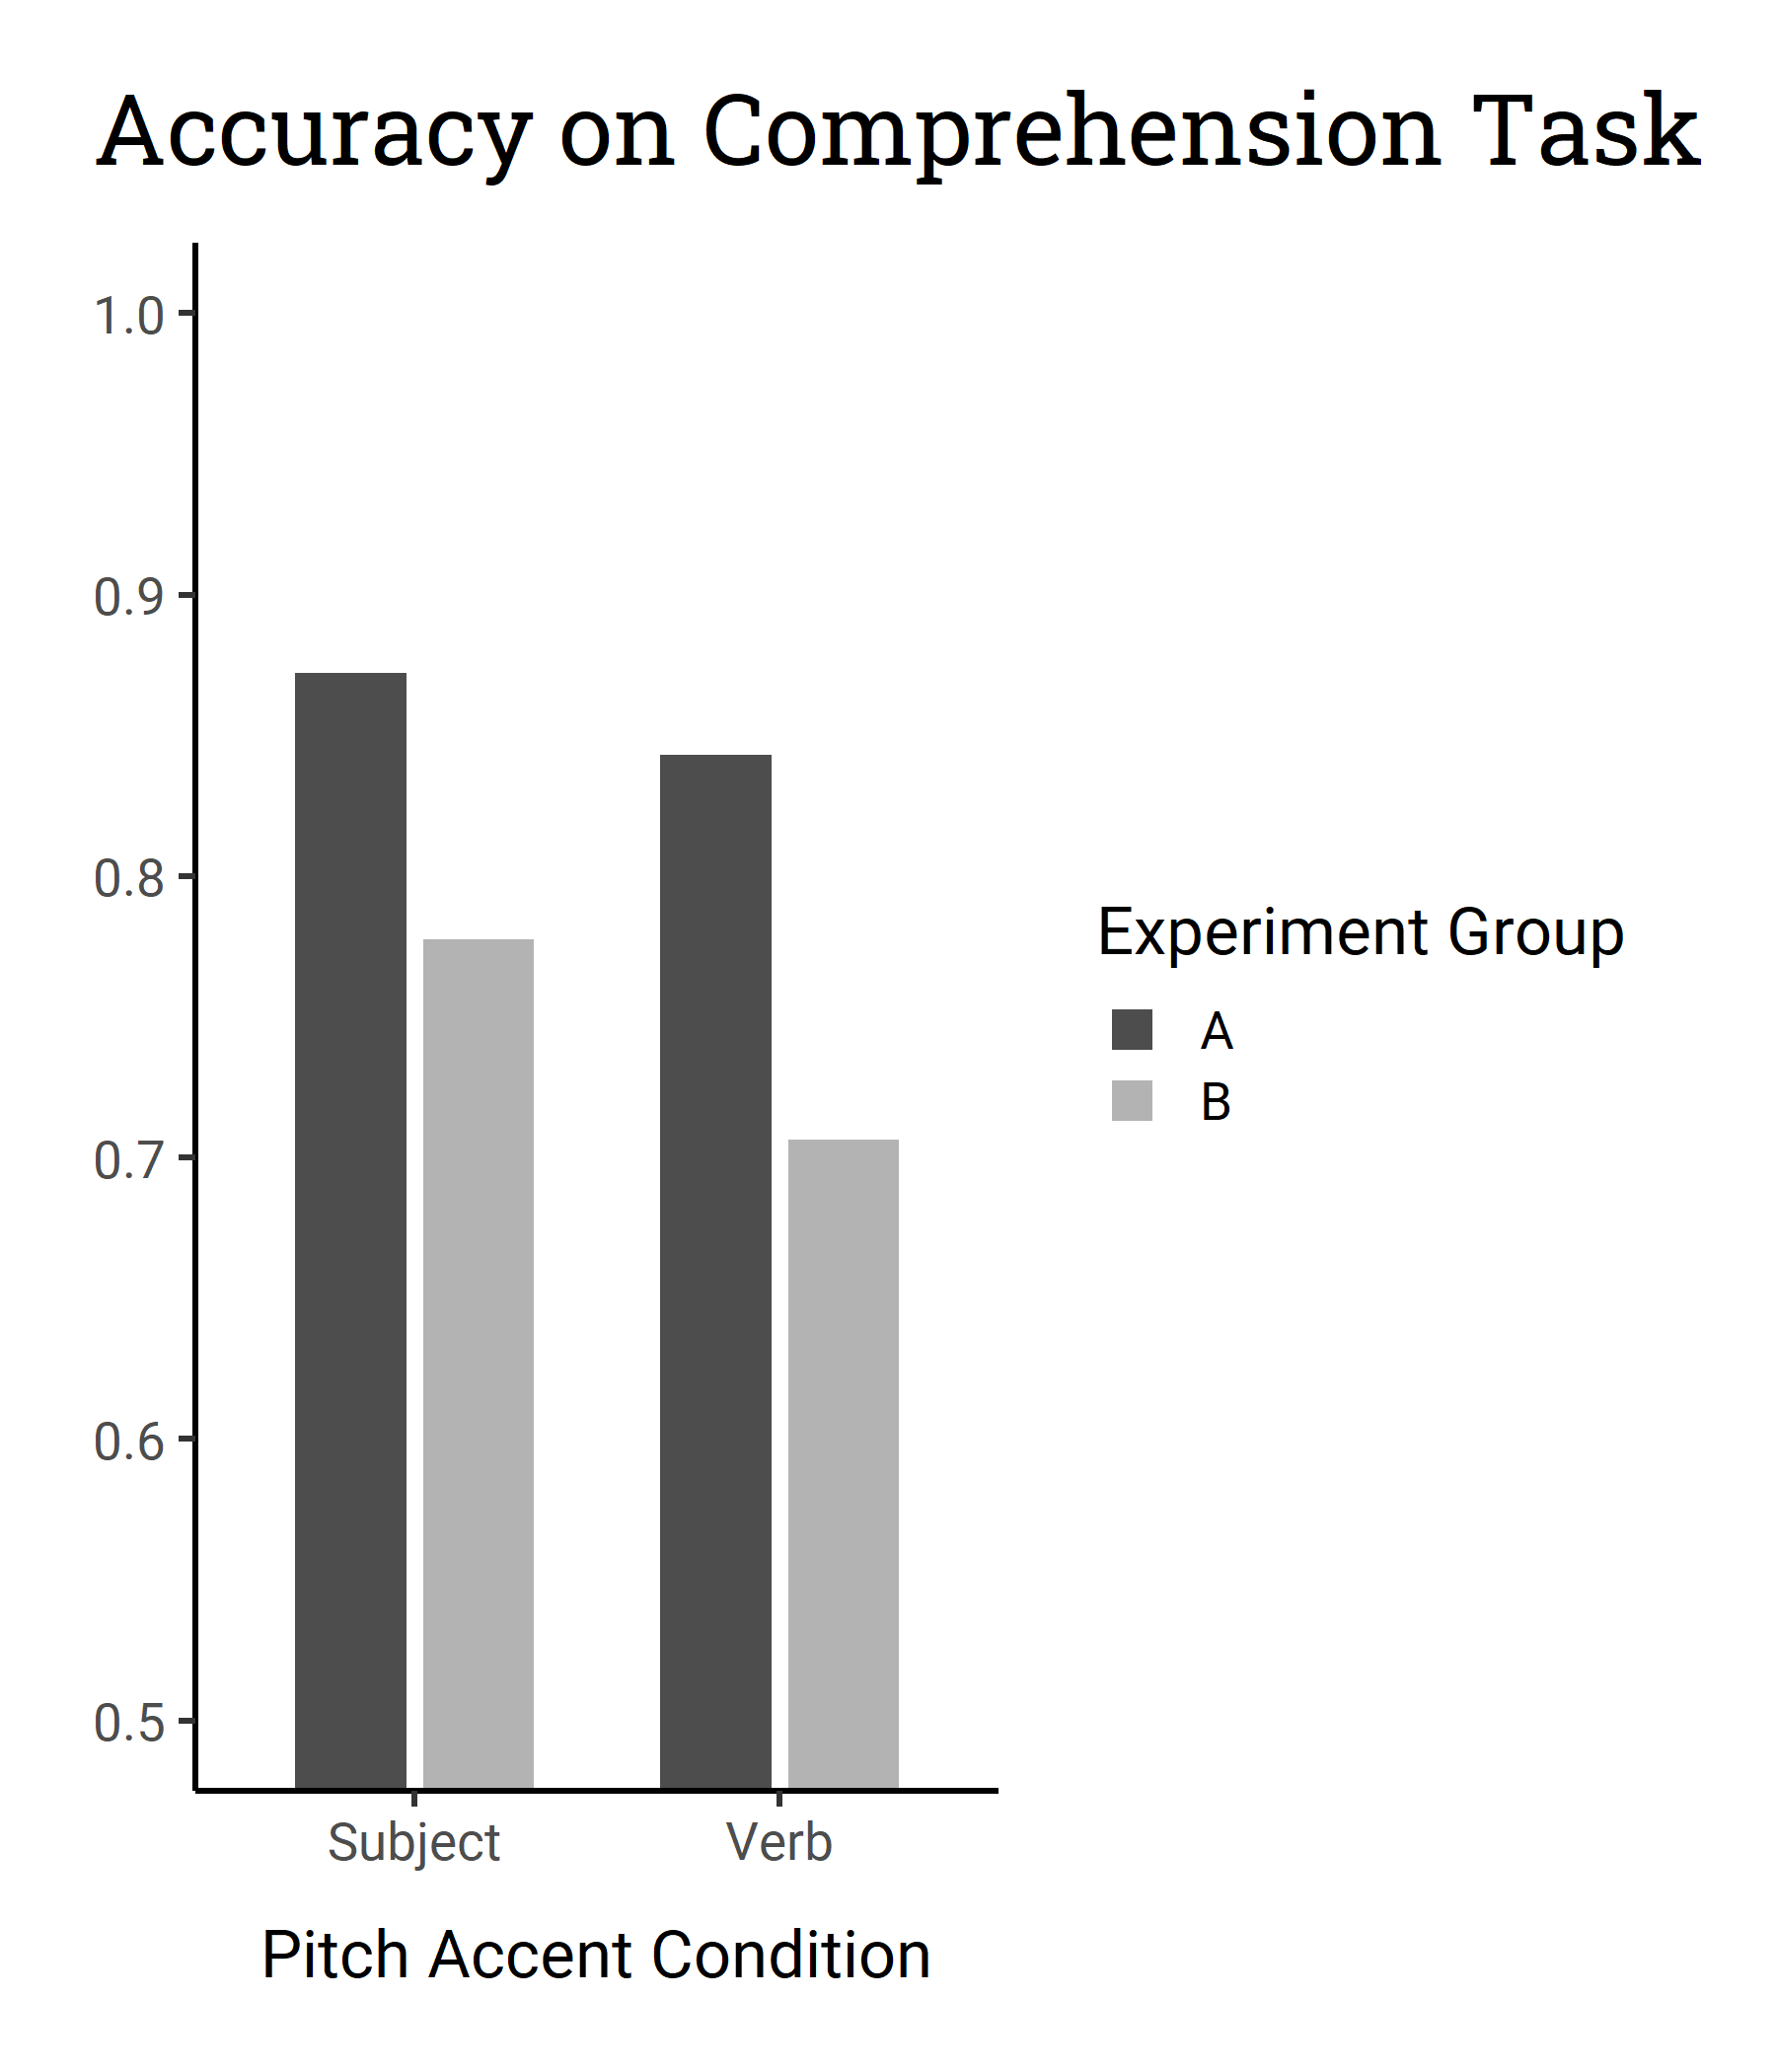 Accuracy on Comprehension Task
1.0
0.9
0.8
0.7
0.6
0.5
Subject Verb
Pitch Accent Condition
Experiment Group
A
B